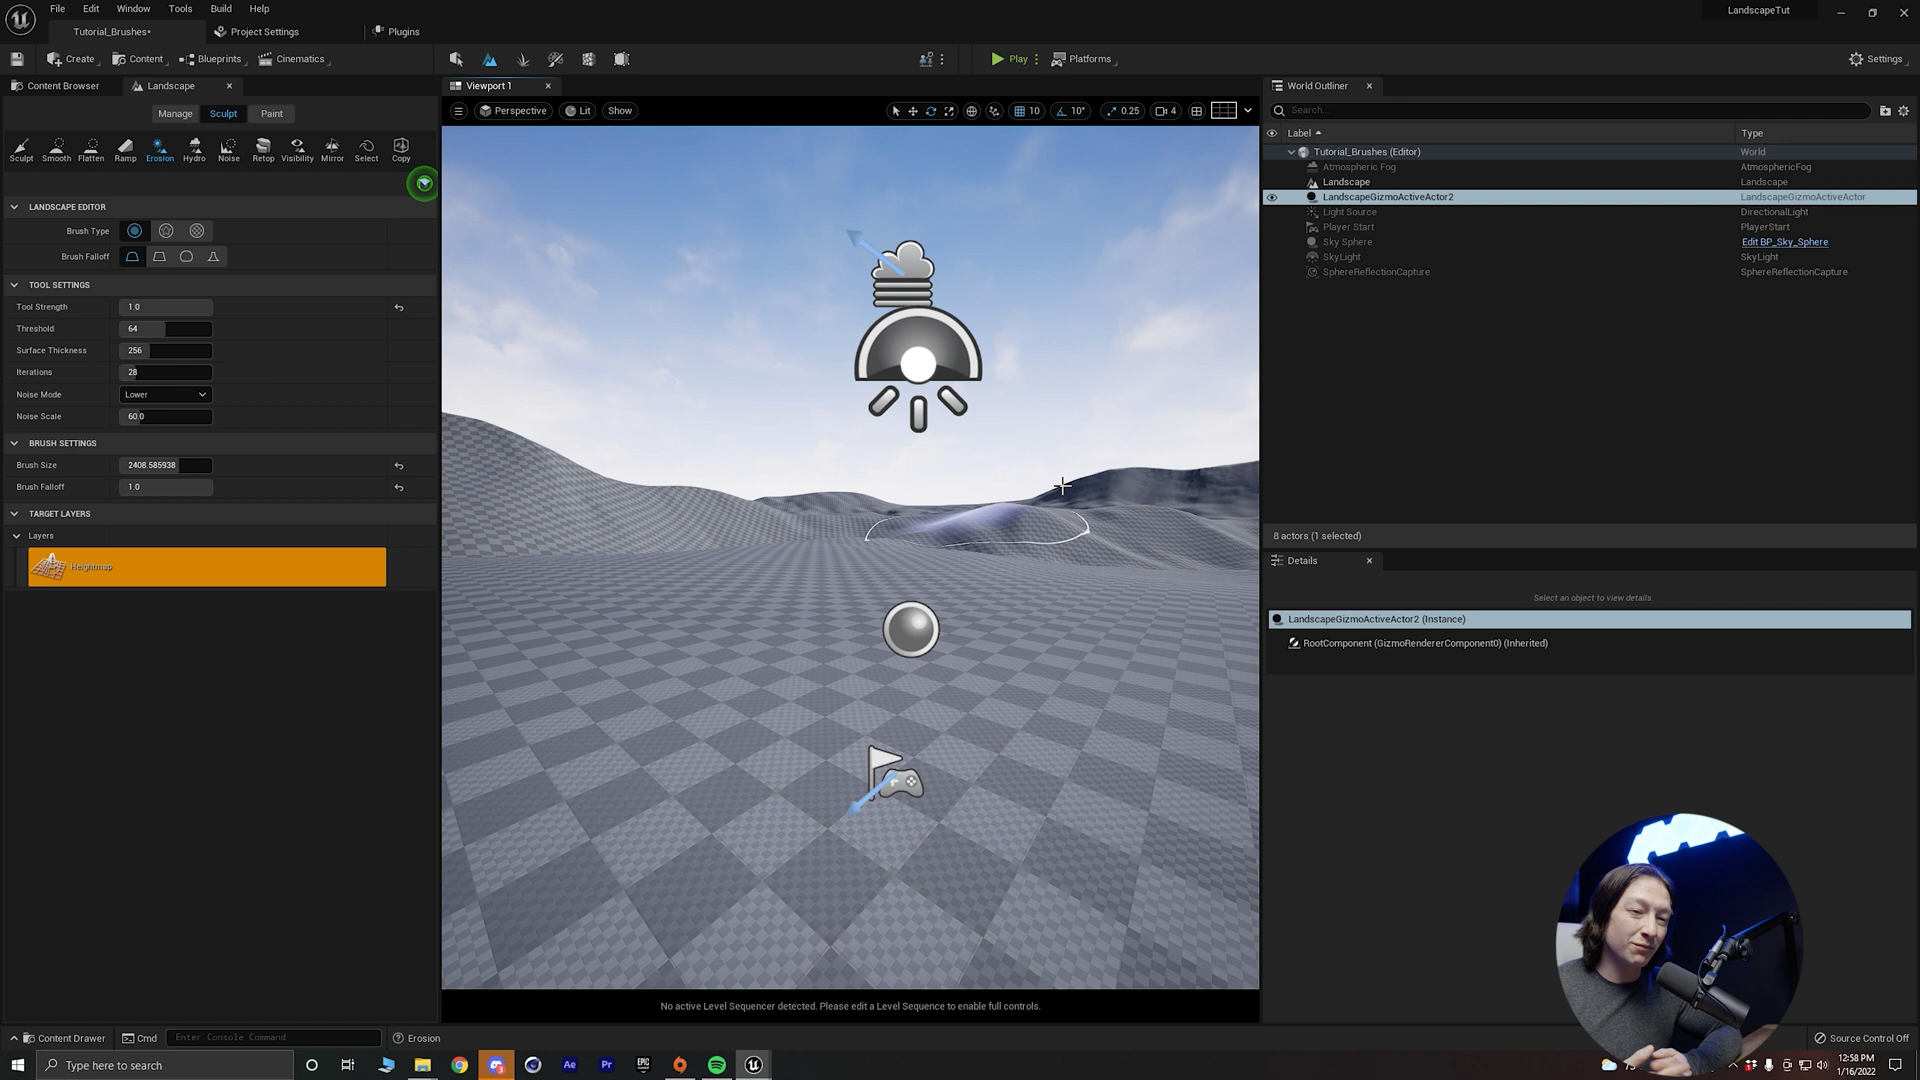 File Edit Window Tools Build Help
LandscapeTut
Tutorial_Brushes•
Project Settings
Plugins
Create
Content
Blueprints
Cinematics
Play
Platforms
Settings
Content Browser
Landscape
Viewport 1
World Outliner
Manage
Sculpt
Paint
Perspective
Lit
Show
10
10°
0.25
4
Search...
Label
Type
Sculpt Smooth Flatten Ramp Erosion Hydro Noise Retop Visibility Mirror Select Copy
Tutorial_Brushes (Editor) World
Atmospheric Fog AtmosphericFog
Landscape Landscape
LandscapeGizmoActiveActor2 LandscapeGizmoActiveActor
Light Source DirectionalLight
Player Start PlayerStart
Sky Sphere Edit BP_Sky_Sphere
SkyLight SkyLight
SphereReflectionCapture SphereReflectionCapture
LANDSCAPE EDITOR
Brush Type
Brush Falloff
TOOL SETTINGS
Tool Strength 1.0
Threshold 64
Surface Thickness 256
Iterations 28
Noise Mode Lower
Noise Scale 60.0
BRUSH SETTINGS
Brush Size 2408.585938
Brush Falloff 1.0
TARGET LAYERS
Layers
Heightmap
8 actors (1 selected)
Details
Select an object to view details.
LandscapeGizmoActiveActor2 (Instance)
RootComponent (GizmoRendererComponent0) (Inherited)
No active Level Sequencer detected. Please edit a Level Sequence to enable full controls.
Content Drawer
Cmd
Enter Console Command
Erosion
Source Control Off
Type here to search
Ae
Pr
EPIC
12:58 PM
1/16/2022